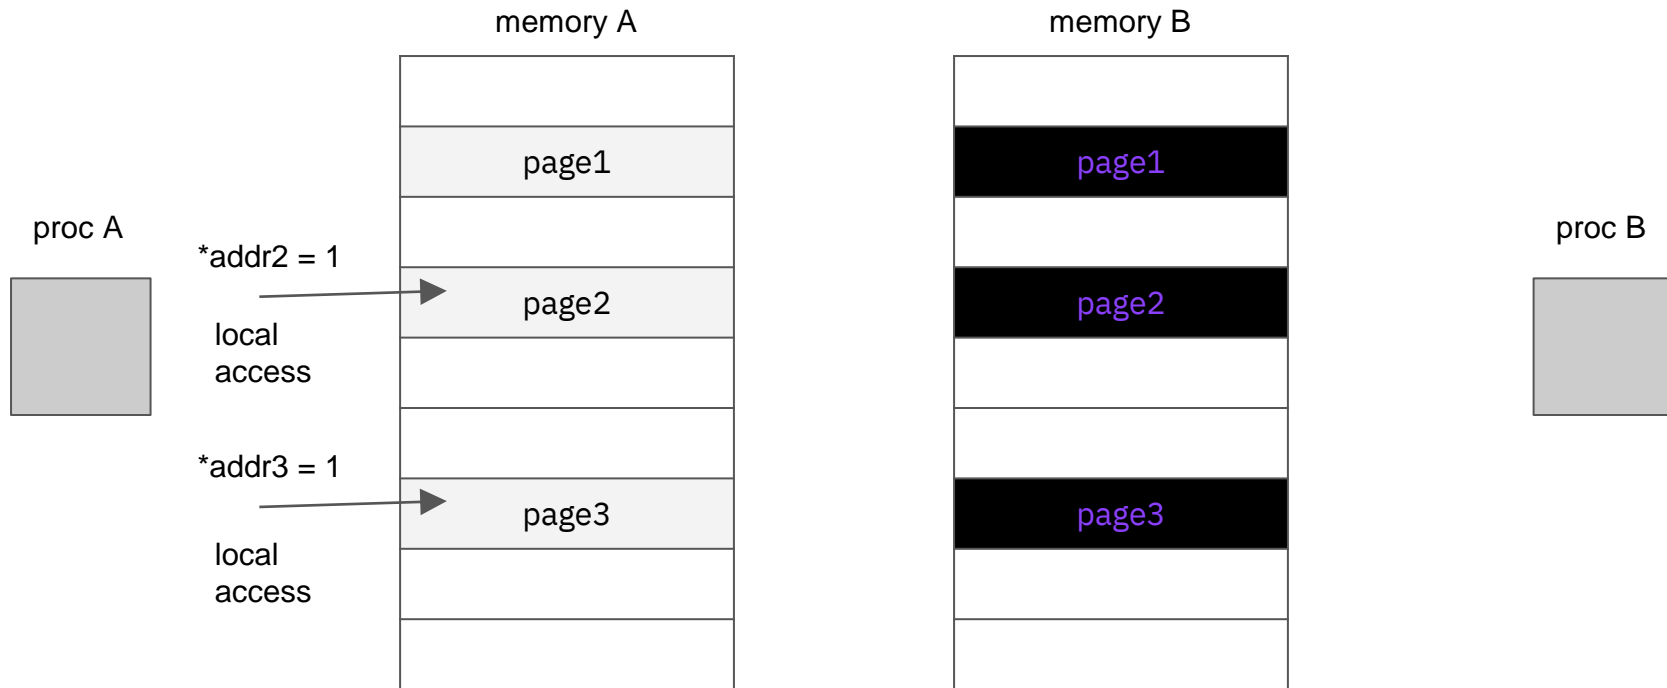 memory A
memory B
page1
page1
proc A
proc B
*addr2 = 1
page2
page2
local
access
*addr3 = 1
page3
page3
local
access